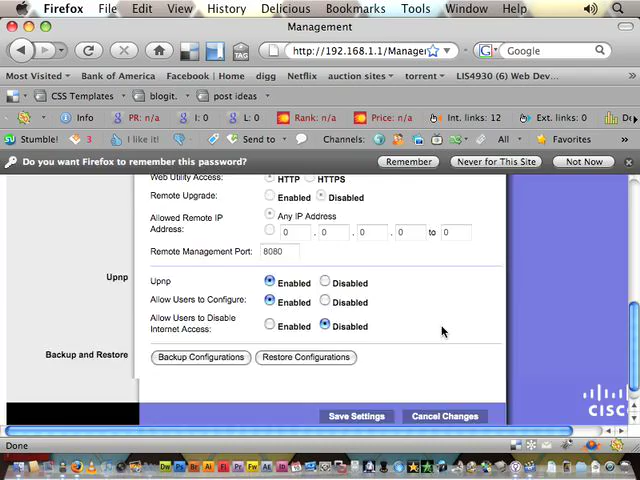 Firefox File Edit View History Delicious Bookmarks Tools Window Help
Management
http://192.168.1.1/Manager
Google
TAG
Most Visited Bank of America Facebook | Home digg Netflix auction sites torrent LIS4930 (6) Web Dev...
CSS Templates blogit. post ideas
Info PR: n/a I: 0 L: 0 Rank: n/a Price: n/a Int. links: 12 Ext. links: 0 De
Stumble! 3 I like it! Send to Channels: All Favorites
Do you want Firefox to remember this password? Remember Never for This Site Not Now
Web Utility Access: HTTP HTTPS
Remote Upgrade: Enabled Disabled
Allowed Remote IP Address: Any IP Address
0 . 0 . 0 . 0 to 0
Remote Management Port: 8080
Upnp
Upnp Enabled Disabled
Allow Users to Configure: Enabled Disabled
Allow Users to Disable Internet Access: Enabled Disabled
Backup and Restore
Backup Configurations Restore Configurations
Save Settings Cancel Changes
CISCO
Done